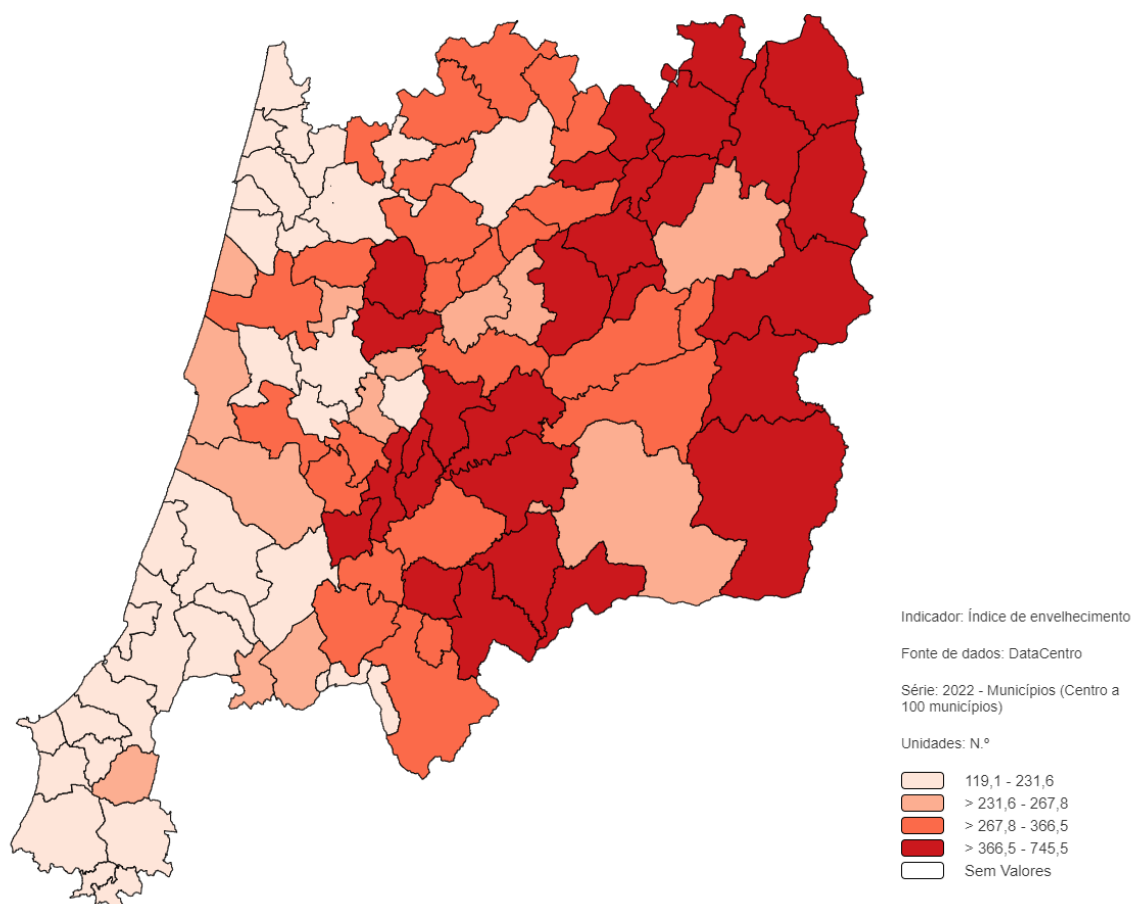 Indicador: Índice de envelhecimento
Fonte de dados: DataCentro
Série: 2022 - Municípios (Centro a
100 municípios)
Unidades: N.º
119,1 - 231,6
> 231,6 - 267,8
> 267,8 - 366,5
> 366,5 - 745,5
Sem Valores